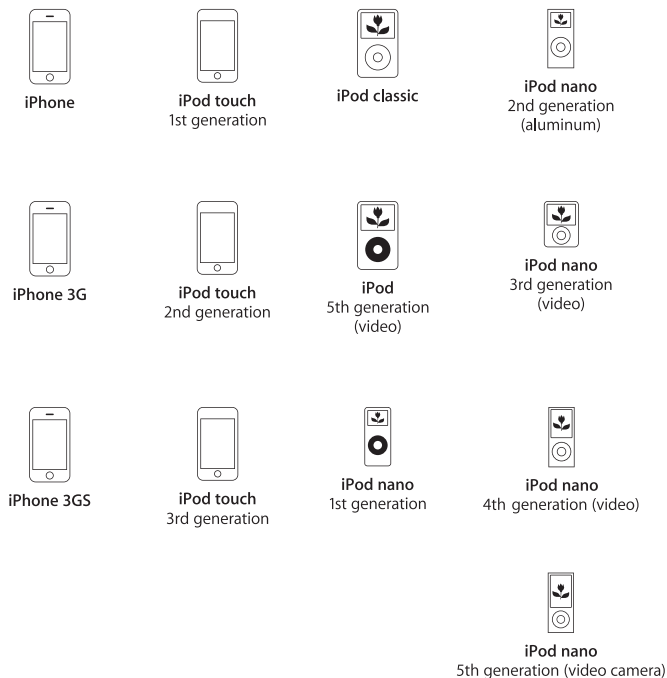 iPhone
iPod touch
1st generation
iPod classic
iPod nano
2nd generation
(aluminum)
iPhone 3G
iPod touch
2nd generation
iPod
5th generation
(video)
iPod nano
3rd generation
(video)
iPhone 3GS
iPod touch
3rd generation
iPod nano
1st generation
iPod nano
4th generation (video)
iPod nano
5th generation (video camera)